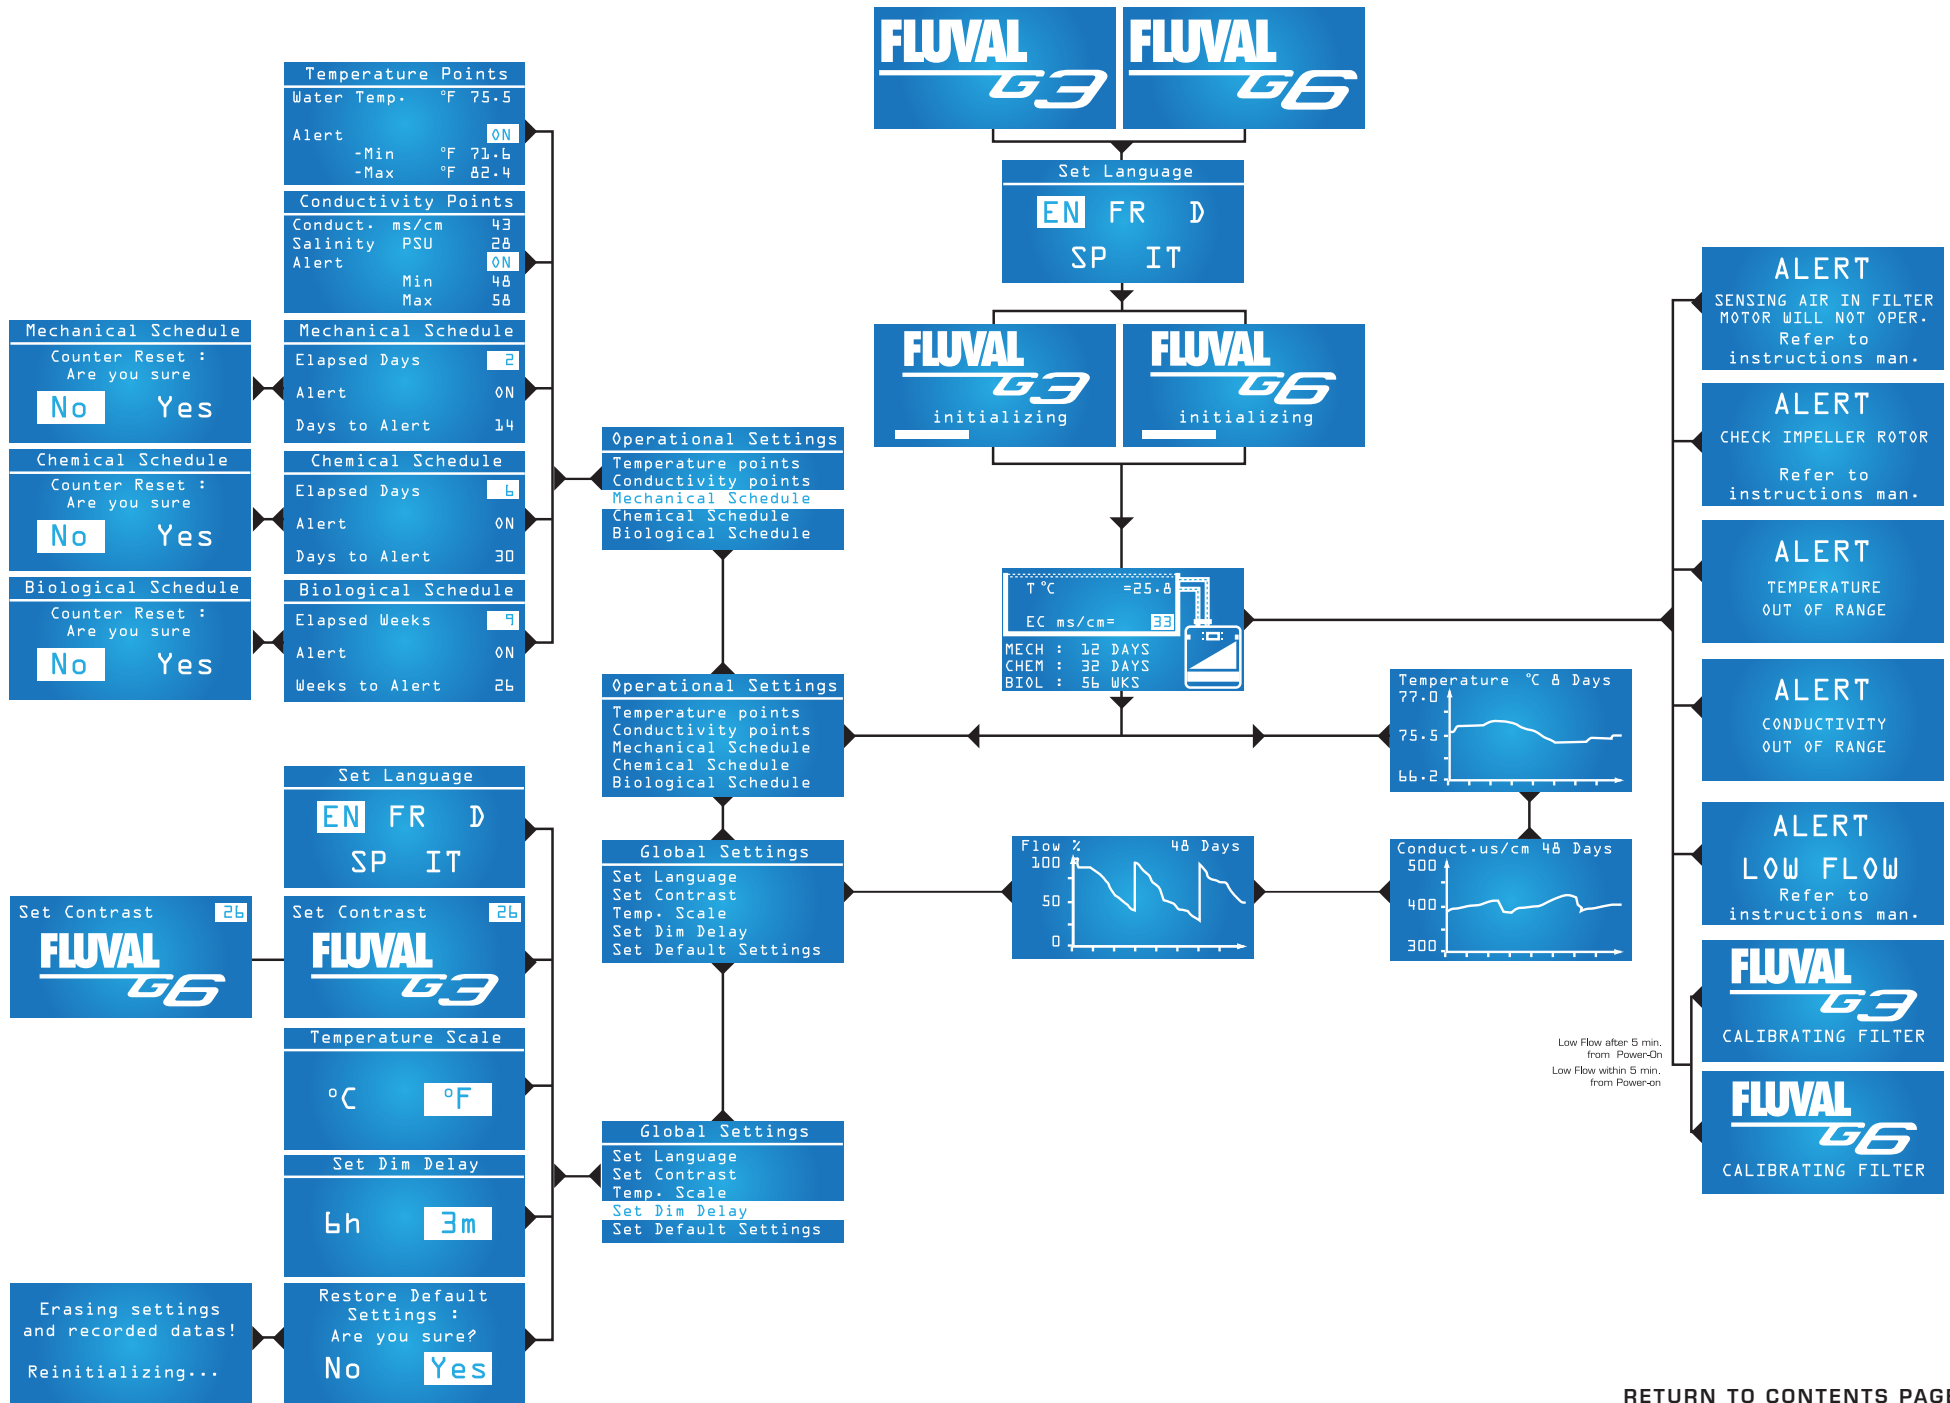 FLUVAL
G3
FLUVAL
G6
Set Language
EN FR D
SP IT
FLUVAL
G3
initializing
FLUVAL
G6
initializing
T °C =25.8
EC ms/cm= 33
MECH : 12 DAYS
CHEM : 32 DAYS
BIOL : 56 WKS
Temperature Points
Water Temp. °F 75.5
Alert ON
-Min °F 71.6
-Max °F 82.4
Conductivity Points
Conduct. ms/cm 43
Salinity PSU 28
Alert ON
Min 48
Max 58
Mechanical Schedule
Elapsed Days 2
Alert ON
Days to Alert 14
Chemical Schedule
Elapsed Days 6
Alert ON
Days to Alert 30
Biological Schedule
Elapsed Weeks 9
Alert ON
Weeks to Alert 26
Mechanical Schedule
Counter Reset :
Are you sure
No Yes
Chemical Schedule
Counter Reset :
Are you sure
No Yes
Biological Schedule
Counter Reset :
Are you sure
No Yes
Operational Settings
Temperature points
Conductivity points
Mechanical Schedule
Chemical Schedule
Biological Schedule
Operational Settings
Temperature points
Conductivity points
Mechanical Schedule
Chemical Schedule
Biological Schedule
Global Settings
Set Language
Set Contrast
Temp. Scale
Set Dim Delay
Set Default Settings
Global Settings
Set Language
Set Contrast
Temp. Scale
Set Dim Delay
Set Default Settings
Set Language
EN FR D
SP IT
Set Contrast 26
FLUVAL
G6
Set Contrast 26
FLUVAL
G3
Temperature Scale
°C °F
Set Dim Delay
6h 3m
Restore Default
Settings :
Are you sure?
No Yes
Erasing settings
and recorded datas!
Reinitializing...
Temperature °C 8 Days
77.0
75.5
66.2
Flow % 48 Days
100
50
0
Conduct.us/cm 48 Days
500
400
300
ALERT
SENSING AIR IN FILTER
MOTOR WILL NOT OPER.
Refer to
instructions man.
ALERT
CHECK IMPELLER ROTOR
Refer to
instructions man.
ALERT
TEMPERATURE
OUT OF RANGE
ALERT
CONDUCTIVITY
OUT OF RANGE
ALERT
LOW FLOW
Refer to
instructions man.
FLUVAL
G3
CALIBRATING FILTER
FLUVAL
G6
CALIBRATING FILTER
Low Flow after 5 min.
from Power-On
Low Flow within 5 min.
from Power-on
RETURN TO CONTENTS PAGE